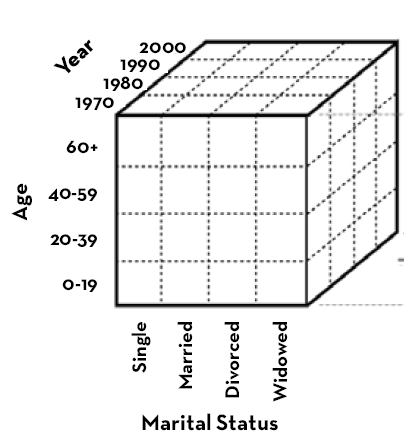 Year
2000
1990
1980
1970
Age
60+
40-59
20-39
0-19
Single
Married
Divorced
Widowed
Marital Status